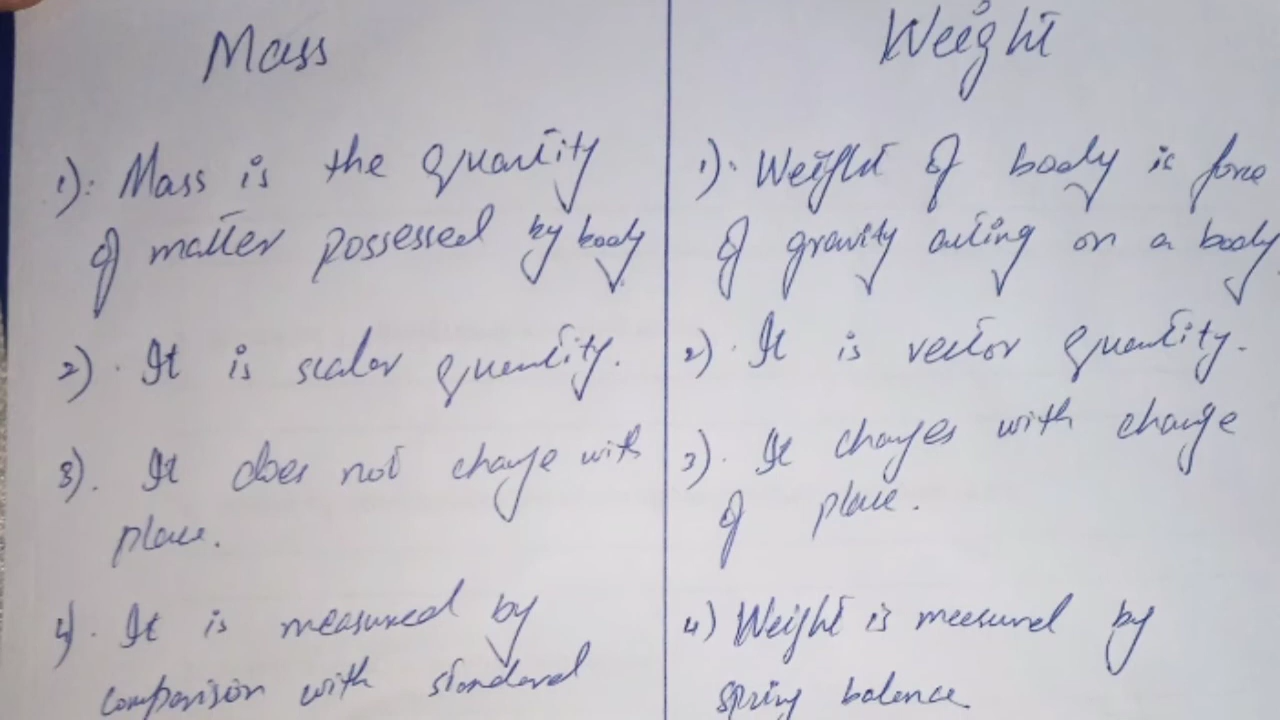 Mass
1): Mass is the quantity
of matter possessed by body
2). It is scalar quantity.
3). It does not change with
place.
4). It is measured by
comparison with standard
Weight
1): Weight of body is force
of gravity acting on a body
2). It is vector quantity.
3). It changes with change
of place.
4) Weight is measured by
spring balance